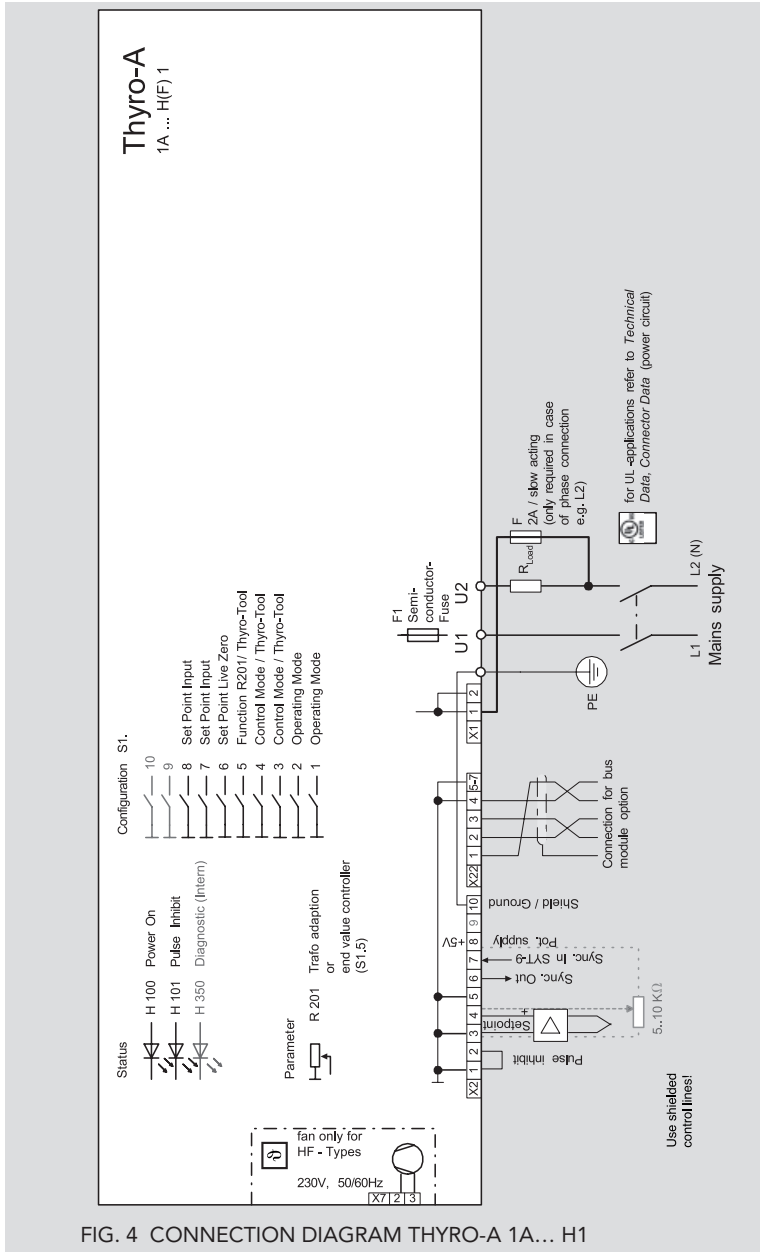 Thyro-A
1A ... H(F) 1
Configuration S1.
10
9
8 Set Point Input
7 Set Point Input
6 Set Point Live Zero
5 Function R201/ Thyro-Tool
4 Control Mode / Thyro-Tool
3 Control Mode / Thyro-Tool
2 Operating Mode
1 Operating Mode
Status
H 100 Power On
H 101 Pulse Inhibit
H 350 Diagnostic (Intern)
Parameter
R 201 Trafo adaption
or
end value controller
(S1,5)
ϑ
fan only for
HF - Types
230V, 50/60Hz
X7 2 3
F1
Semi-
conductor-
Fuse
U1
U2
X1 1 2
X22 1 2 3 4 5-7
X2 1 2 3 4 5 6 7 8 9 10
+5V
Pulse inhibit
Setpoint
+
Sync. Out
Sync. In SYT-9
Pot. supply
Shield / Ground
5..10 KΩ
Use shielded
control lines!
Connection for bus
module option
PE
R Load
F
2A / slow acting
(only required in case
of phase connection
e.g. L2)
L1
L2 (N)
Mains supply
for UL-applications refer to Technical
Data, Connector Data (power circuit)
FIG. 4 CONNECTION DIAGRAM THYRO-A 1A... H1